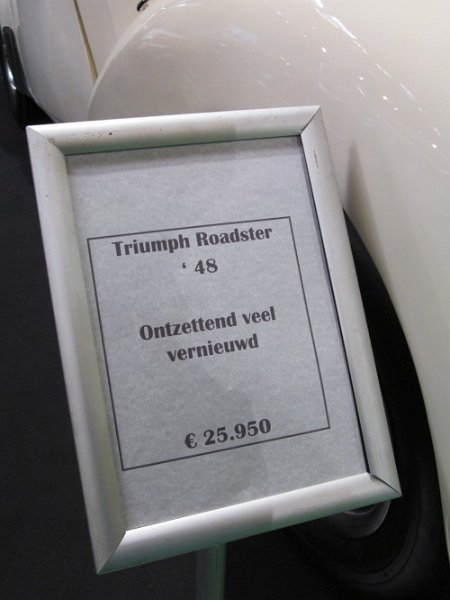 Triumph Roadster
‘ 48
Ontzettend veel
vernieuwd
€ 25.950